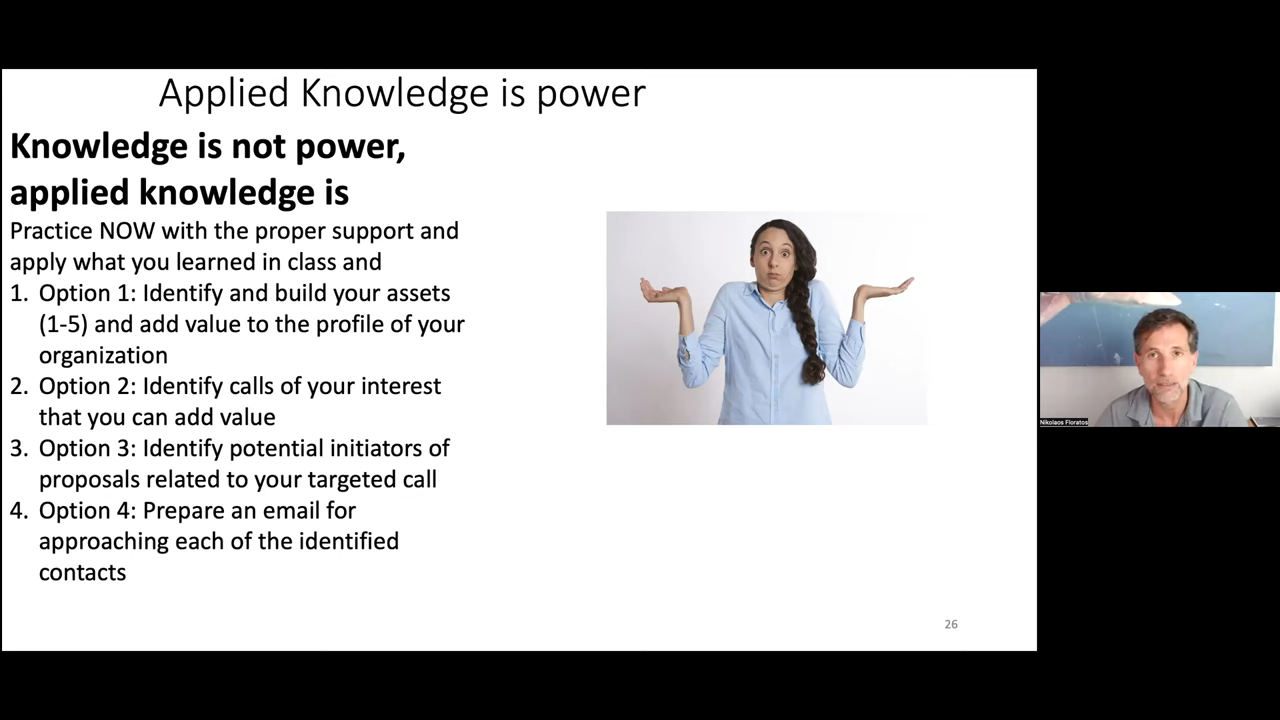 Applied Knowledge is power
Knowledge is not power,
applied knowledge is
Practice NOW with the proper support and
apply what you learned in class and
1. Option 1: Identify and build your assets
(1-5) and add value to the profile of your
organization
2. Option 2: Identify calls of your interest
that you can add value
3. Option 3: Identify potential initiators of
proposals related to your targeted call
4. Option 4: Prepare an email for
approaching each of the identified
contacts
26
Nikolaos Floratos